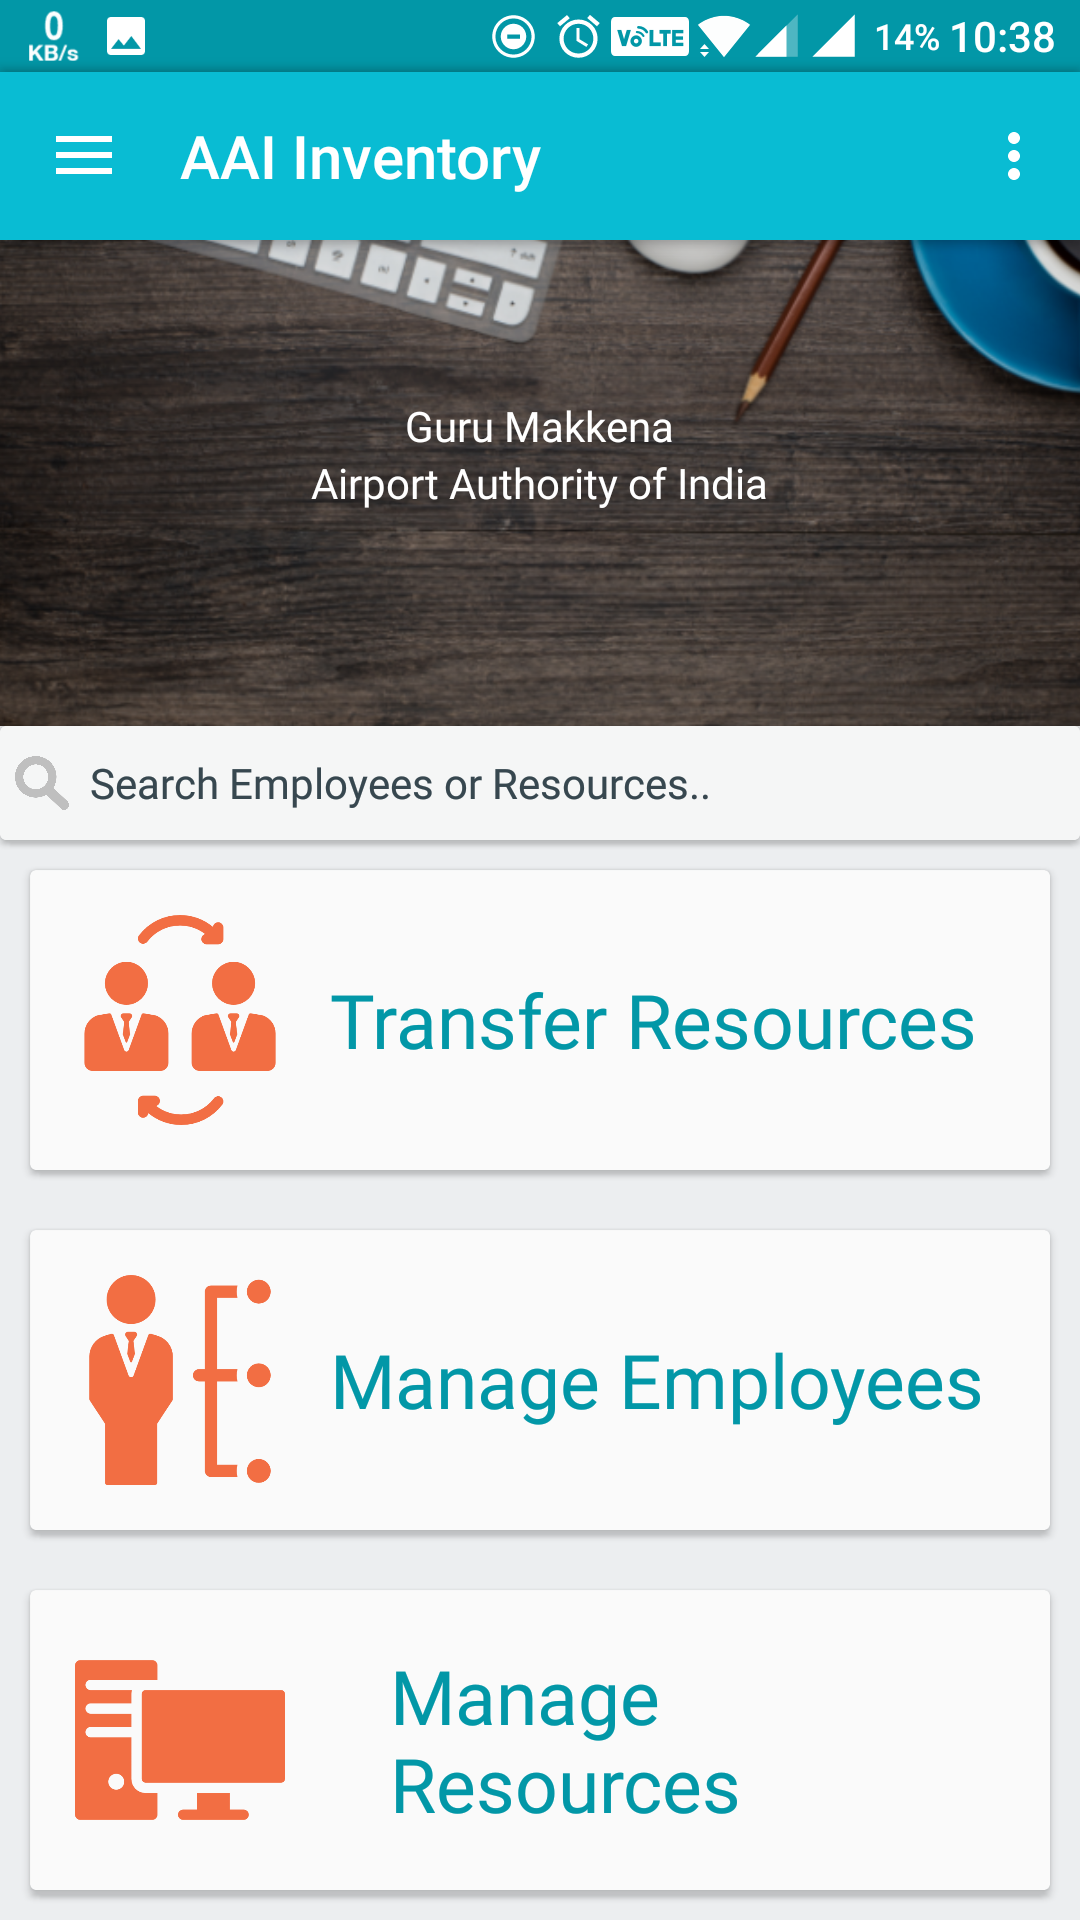 0
KB/s
VoLTE
14% 10:38
AAI Inventory
Guru Makkena
Airport Authority of India
Search Employees or Resources..
Transfer Resources
Manage Employees
Manage
Resources